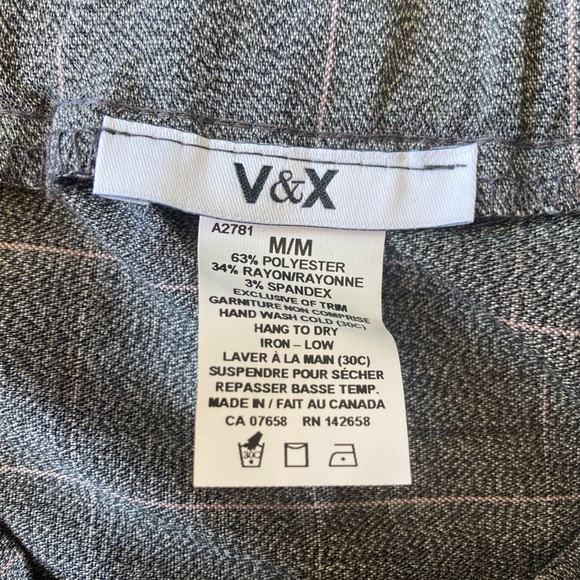 V&X
A2781
M/M
63% POLYESTER
34% RAYON/RAYONNE
3% SPANDEX
EXCLUSIVE OF TRIM
GARNITURE NON COMPRISE
HAND WASH COLD (30C)
HANG TO DRY
IRON – LOW
LAVER À LA MAIN (30C)
SUSPENDRE POUR SÉCHER
REPASSER BASSE TEMP.
MADE IN / FAIT AU CANADA
CA 07658 RN 142658
30C